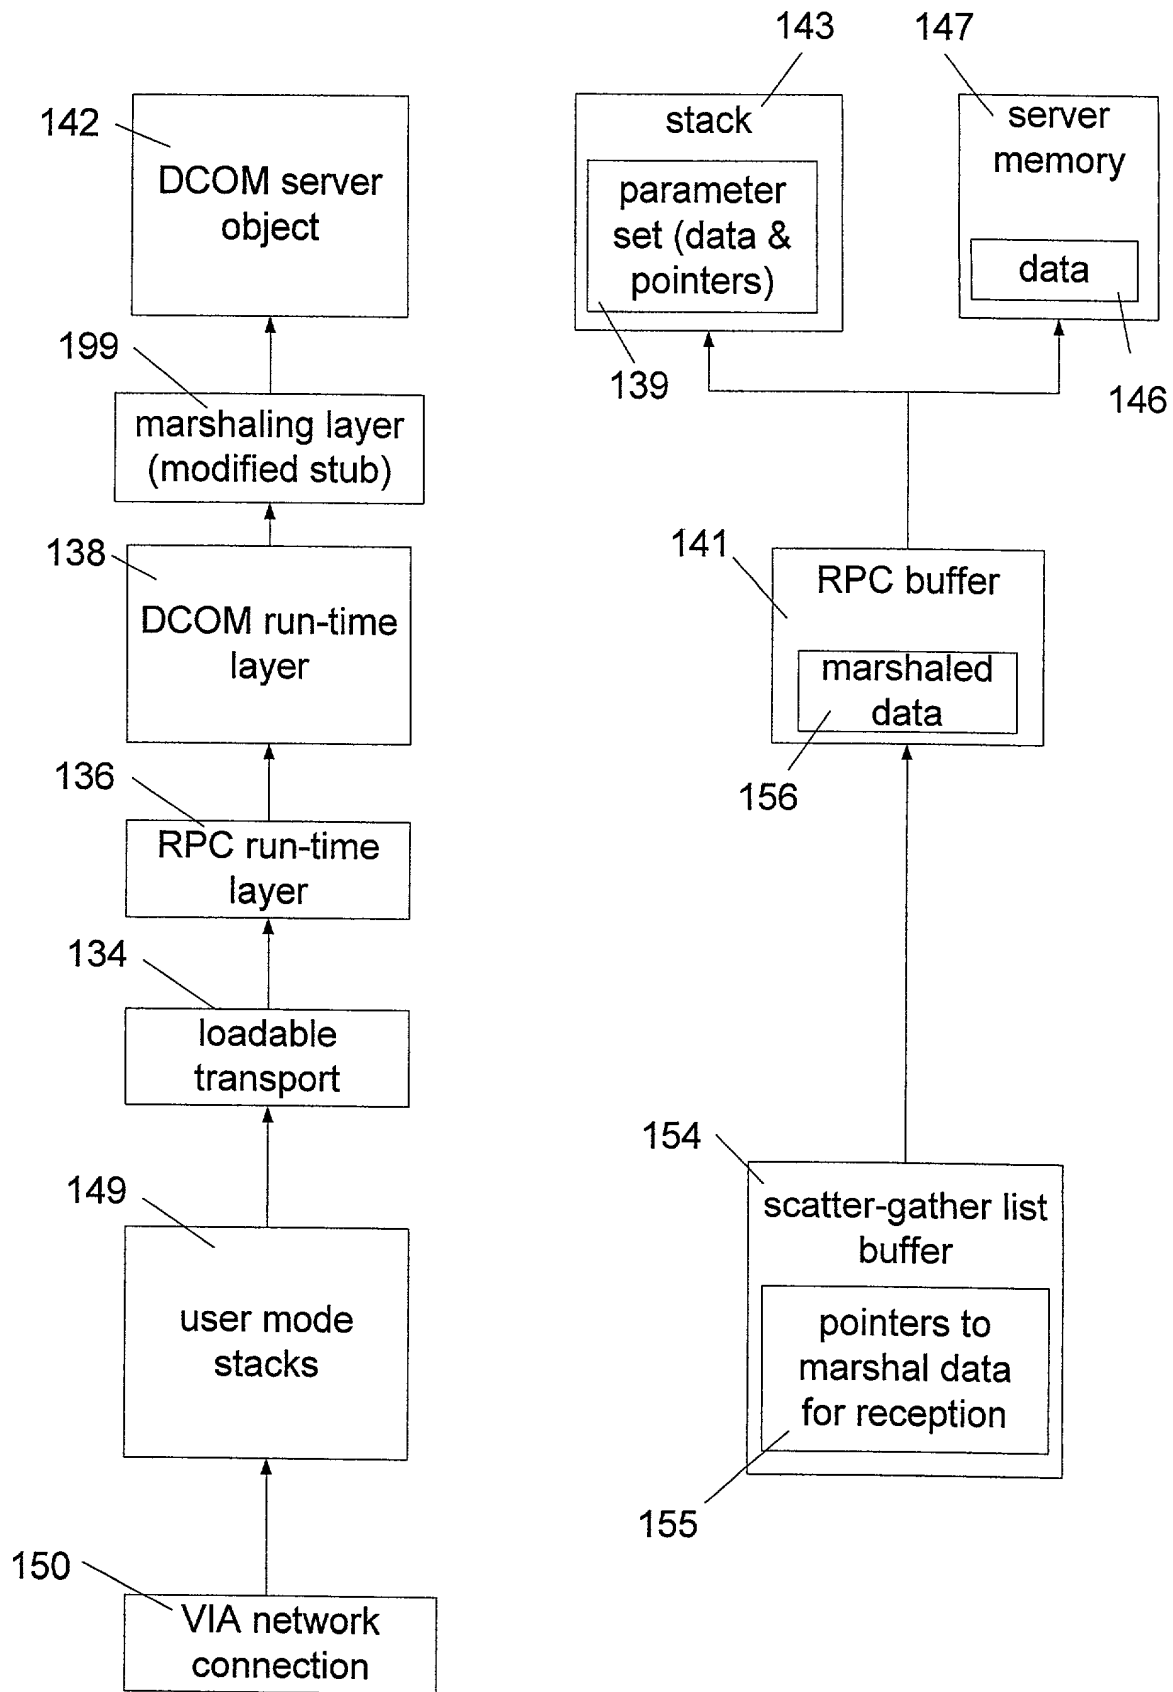 143
147
142
DCOM server
object
stack
parameter
set (data &
pointers)
server
memory
data
199
139
146
marshaling layer
(modified stub)
138
DCOM run-time
layer
141
RPC buffer
marshaled
data
136
156
RPC run-time
layer
134
loadable
transport
154
149
scatter-gather list
buffer
user mode
stacks
pointers to
marshal data
for reception
155
150
VIA network
connection